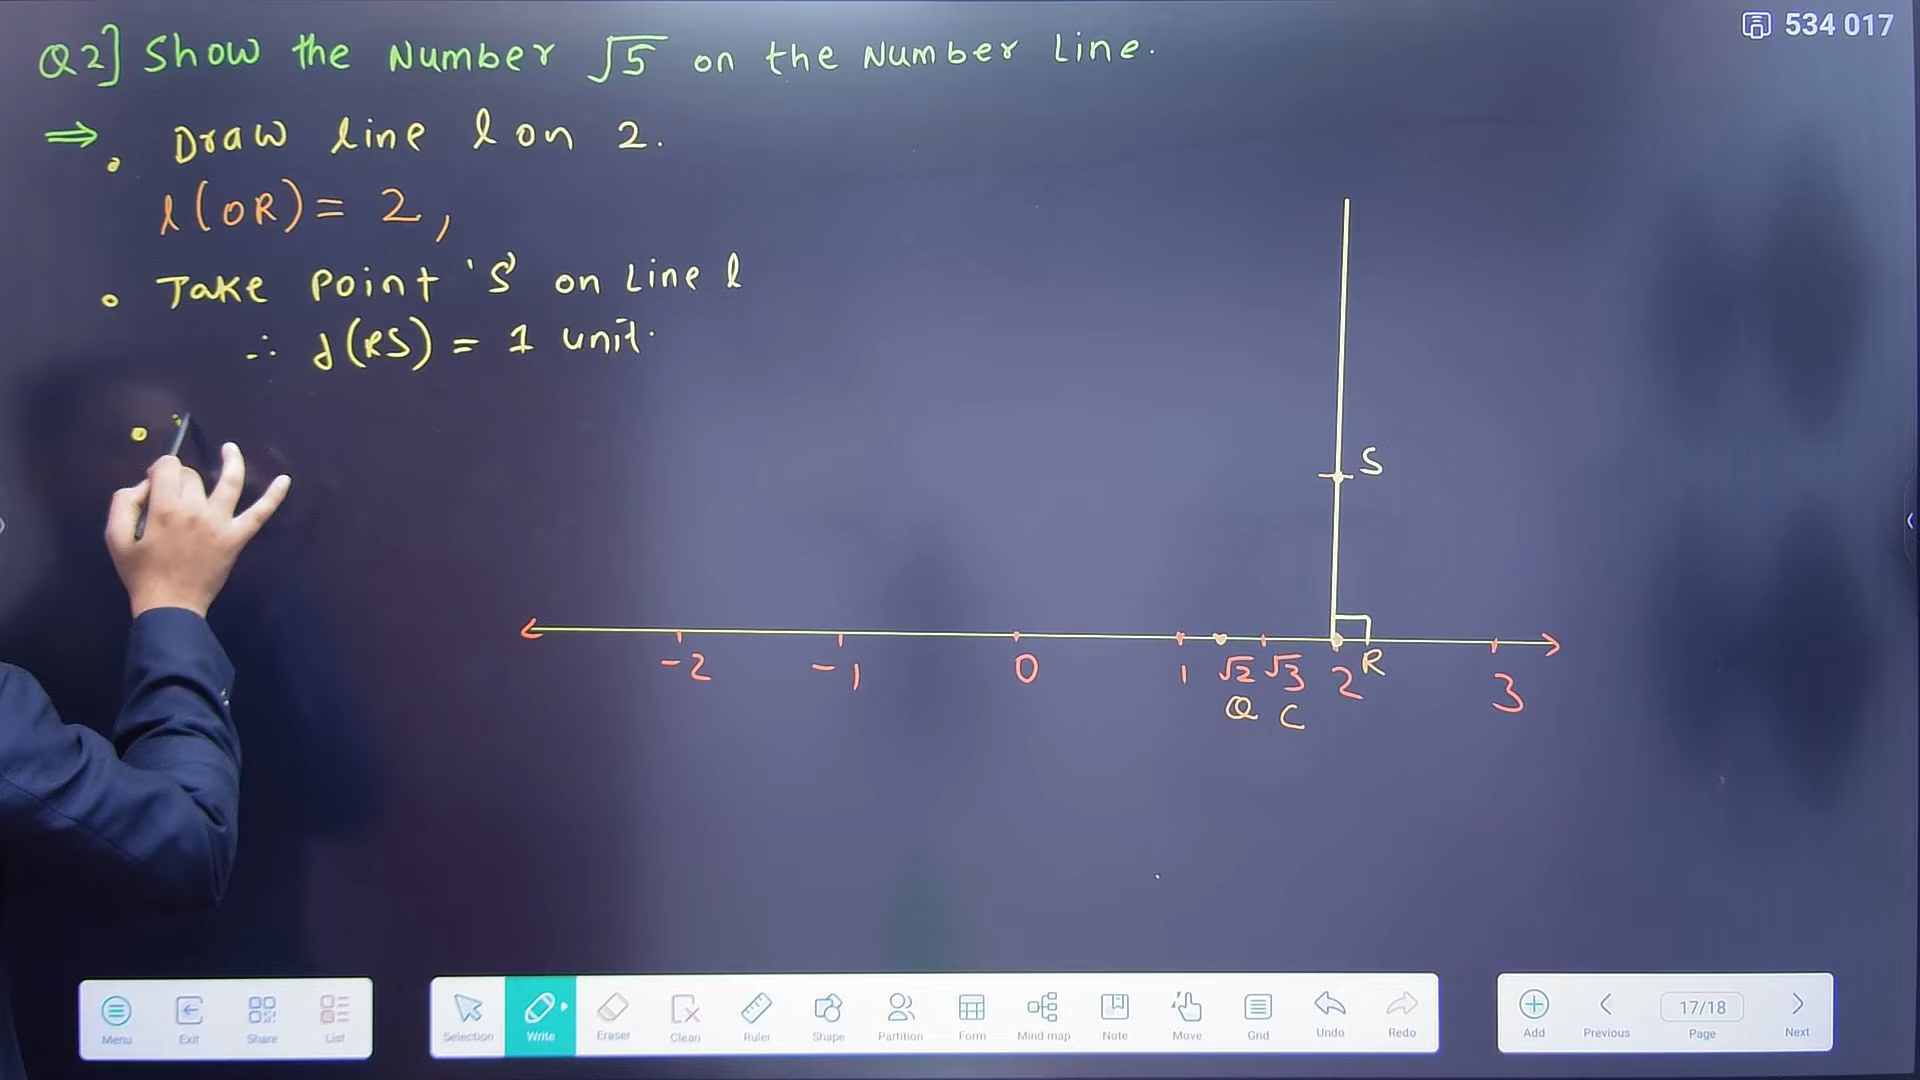 534 017
Q2] Show the Number √5 on the Number Line.
⇒ • Draw line l on 2.
l(OR) = 2,
• Take point 'S' on Line l
∴ l(RS) = 1 unit.
•
S
-2 -1 0 1 √2 √3 2 R 3
Q C
Menu Exit Share List
Selection Write Eraser Clean Ruler Shape Partition Form Mind map Note Move Grid Undo Redo
Add Previous 17/18 Page Next